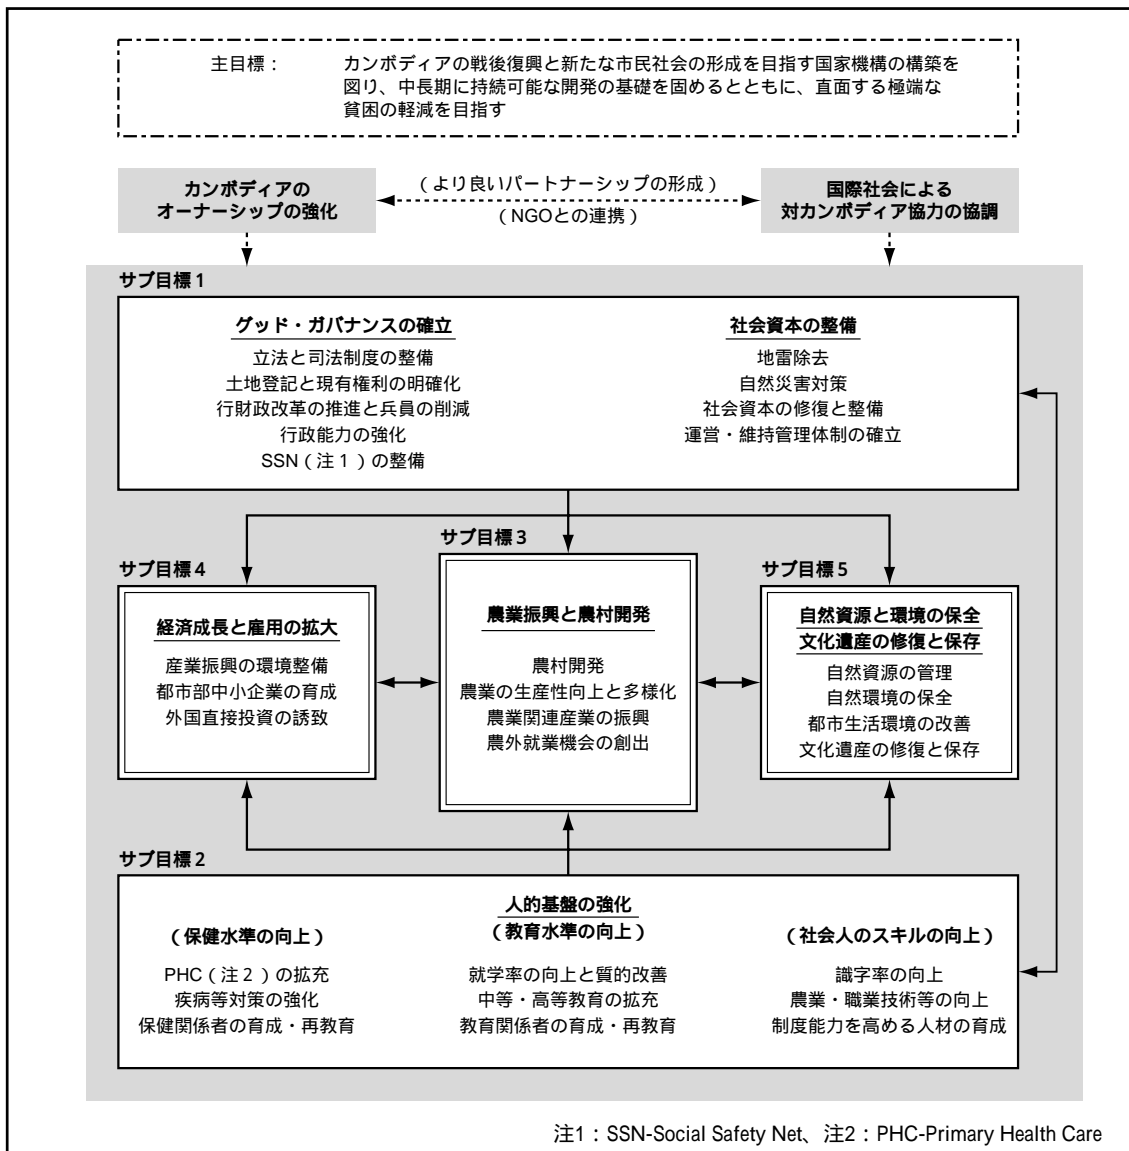 主目標： カンボディアの戦後復興と新たな市民社会の形成を目指す国家機構の構築を
図り、中長期に持続可能な開発の基礎を固めるとともに、直面する極端な
貧困の軽減を目指す
カンボディアの
オーナーシップの強化
（より良いパートナーシップの形成）
（NGOとの連携）
国際社会による
対カンボディア協力の協調
サブ目標1
グッド・ガバナンスの確立
立法と司法制度の整備
土地登記と現有権利の明確化
行財政改革の推進と兵員の削減
行政能力の強化
SSN（注1）の整備
社会資本の整備
地雷除去
自然災害対策
社会資本の修復と整備
運営・維持管理体制の確立
サブ目標4
経済成長と雇用の拡大
産業振興の環境整備
都市部中小企業の育成
外国直接投資の誘致
サブ目標3
農業振興と農村開発
農村開発
農業の生産性向上と多様化
農業関連産業の振興
農外就業機会の創出
サブ目標5
自然資源と環境の保全
文化遺産の修復と保存
自然資源の管理
自然環境の保全
都市生活環境の改善
文化遺産の修復と保存
サブ目標2
人的基盤の強化
（保健水準の向上）
PHC（注2）の拡充
疾病等対策の強化
保健関係者の育成・再教育
（教育水準の向上）
就学率の向上と質的改善
中等・高等教育の拡充
教育関係者の育成・再教育
（社会人のスキルの向上）
識字率の向上
農業・職業技術等の向上
制度能力を高める人材の育成
注1：SSN-Social Safety Net、注2：PHC-Primary Health Care